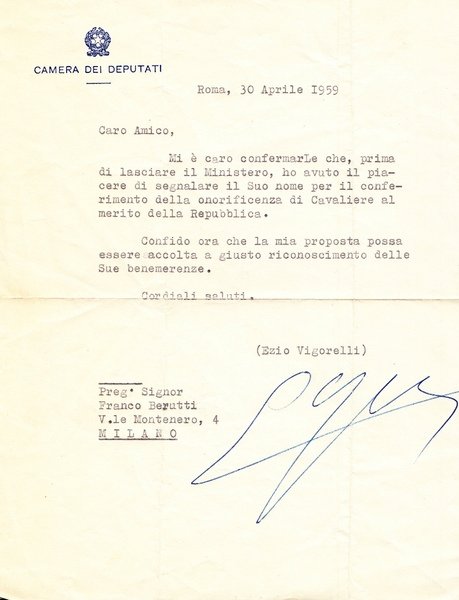 CAMERA DEI DEPUTATI
Roma, 30 Aprile 1959
Caro Amico,
Mi è caro confermarLe che, prima
di lasciare il Ministero, ho avuto il pia-
cere di segnalare il Suo nome per il confe-
rimento della onorificenza di Cavaliere al
merito della Repubblica.
Confido ora che la mia proposta possa
essere accolta a giusto riconoscimento delle
Sue benemerenze.
Cordiali saluti.
(Ezio Vigorelli)
Preg. Signor
Franco Berutti
V.le Montenero, 4
M I L A N O